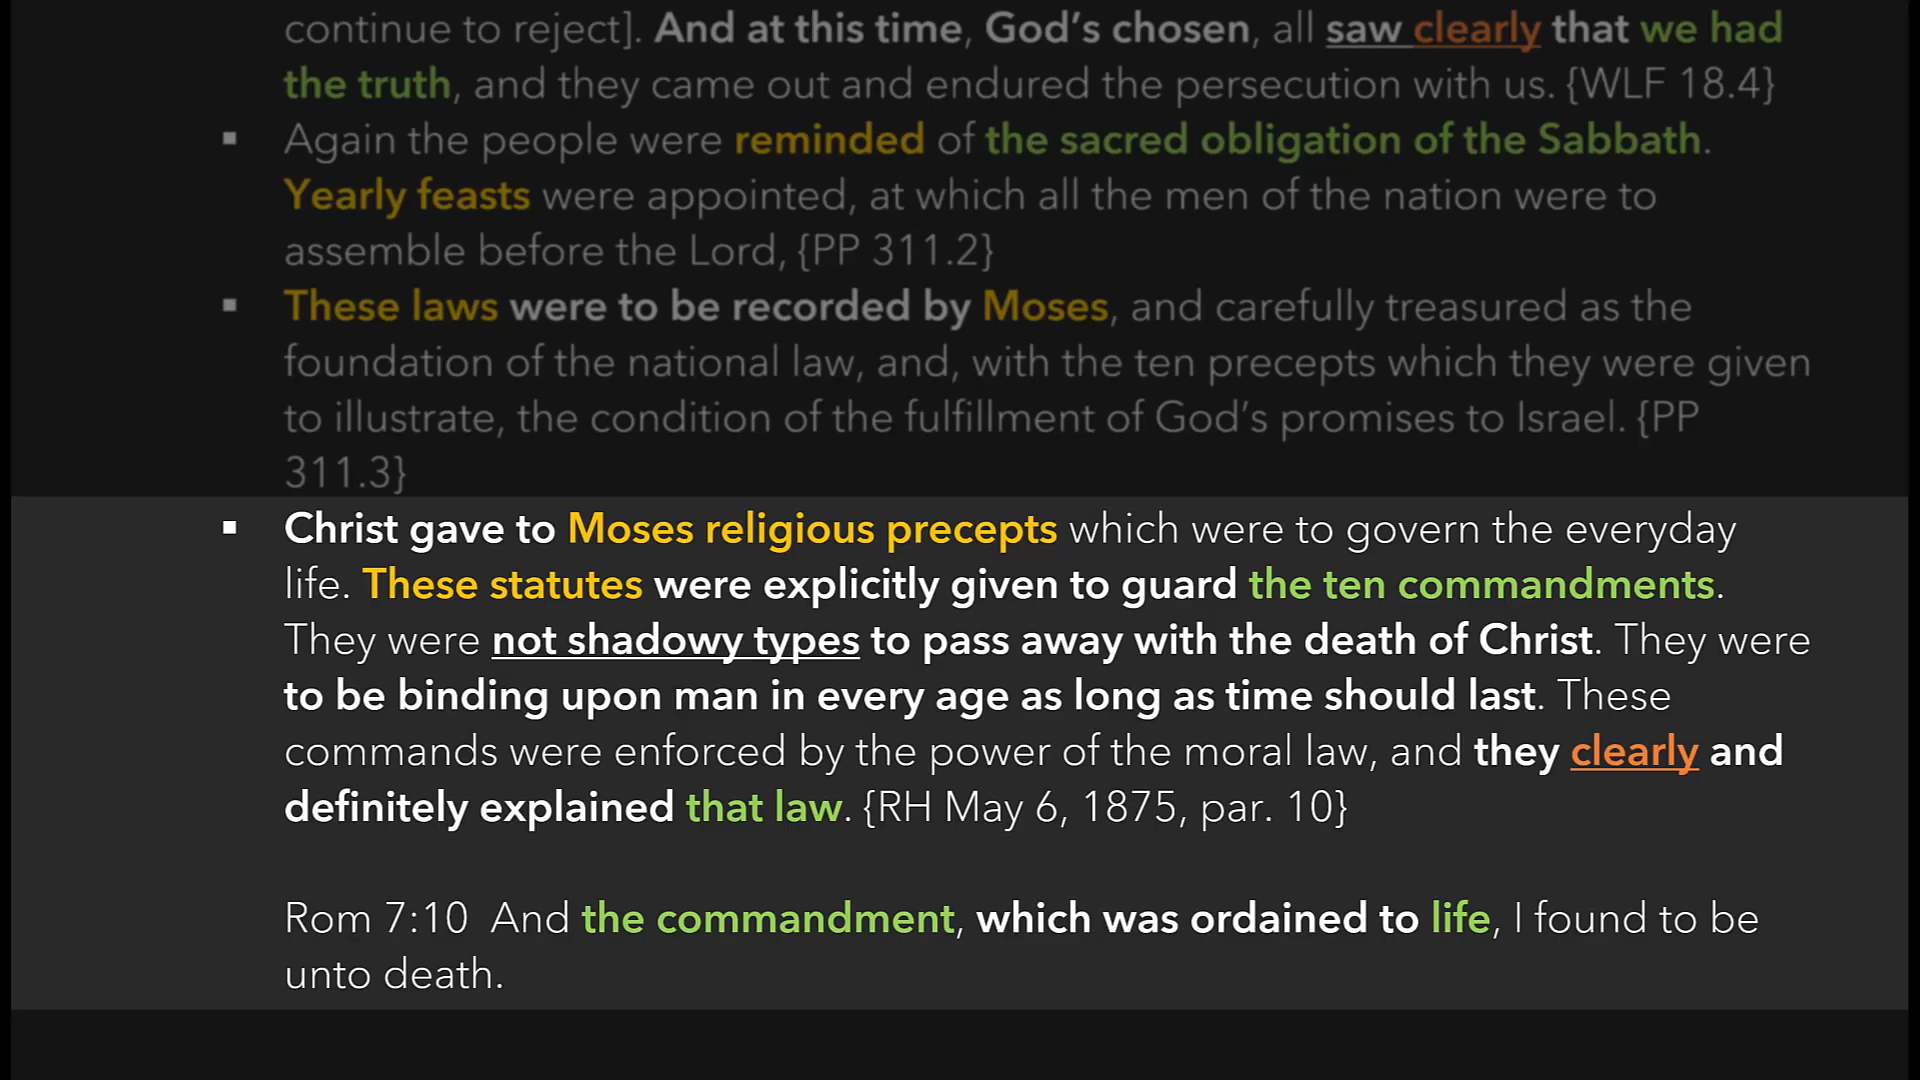 continue to reject]. And at this time, God’s chosen, all saw clearly that we had
the truth, and they came out and endured the persecution with us. {WLF 18.4}
▪ Again the people were reminded of the sacred obligation of the Sabbath.
Yearly feasts were appointed, at which all the men of the nation were to
assemble before the Lord, {PP 311.2}
▪ These laws were to be recorded by Moses, and carefully treasured as the
foundation of the national law, and, with the ten precepts which they were given
to illustrate, the condition of the fulfillment of God’s promises to Israel. {PP
311.3}
▪ Christ gave to Moses religious precepts which were to govern the everyday
life. These statutes were explicitly given to guard the ten commandments.
They were not shadowy types to pass away with the death of Christ. They were
to be binding upon man in every age as long as time should last. These
commands were enforced by the power of the moral law, and they clearly and
definitely explained that law. {RH May 6, 1875, par. 10}
Rom 7:10 And the commandment, which was ordained to life, I found to be
unto death.